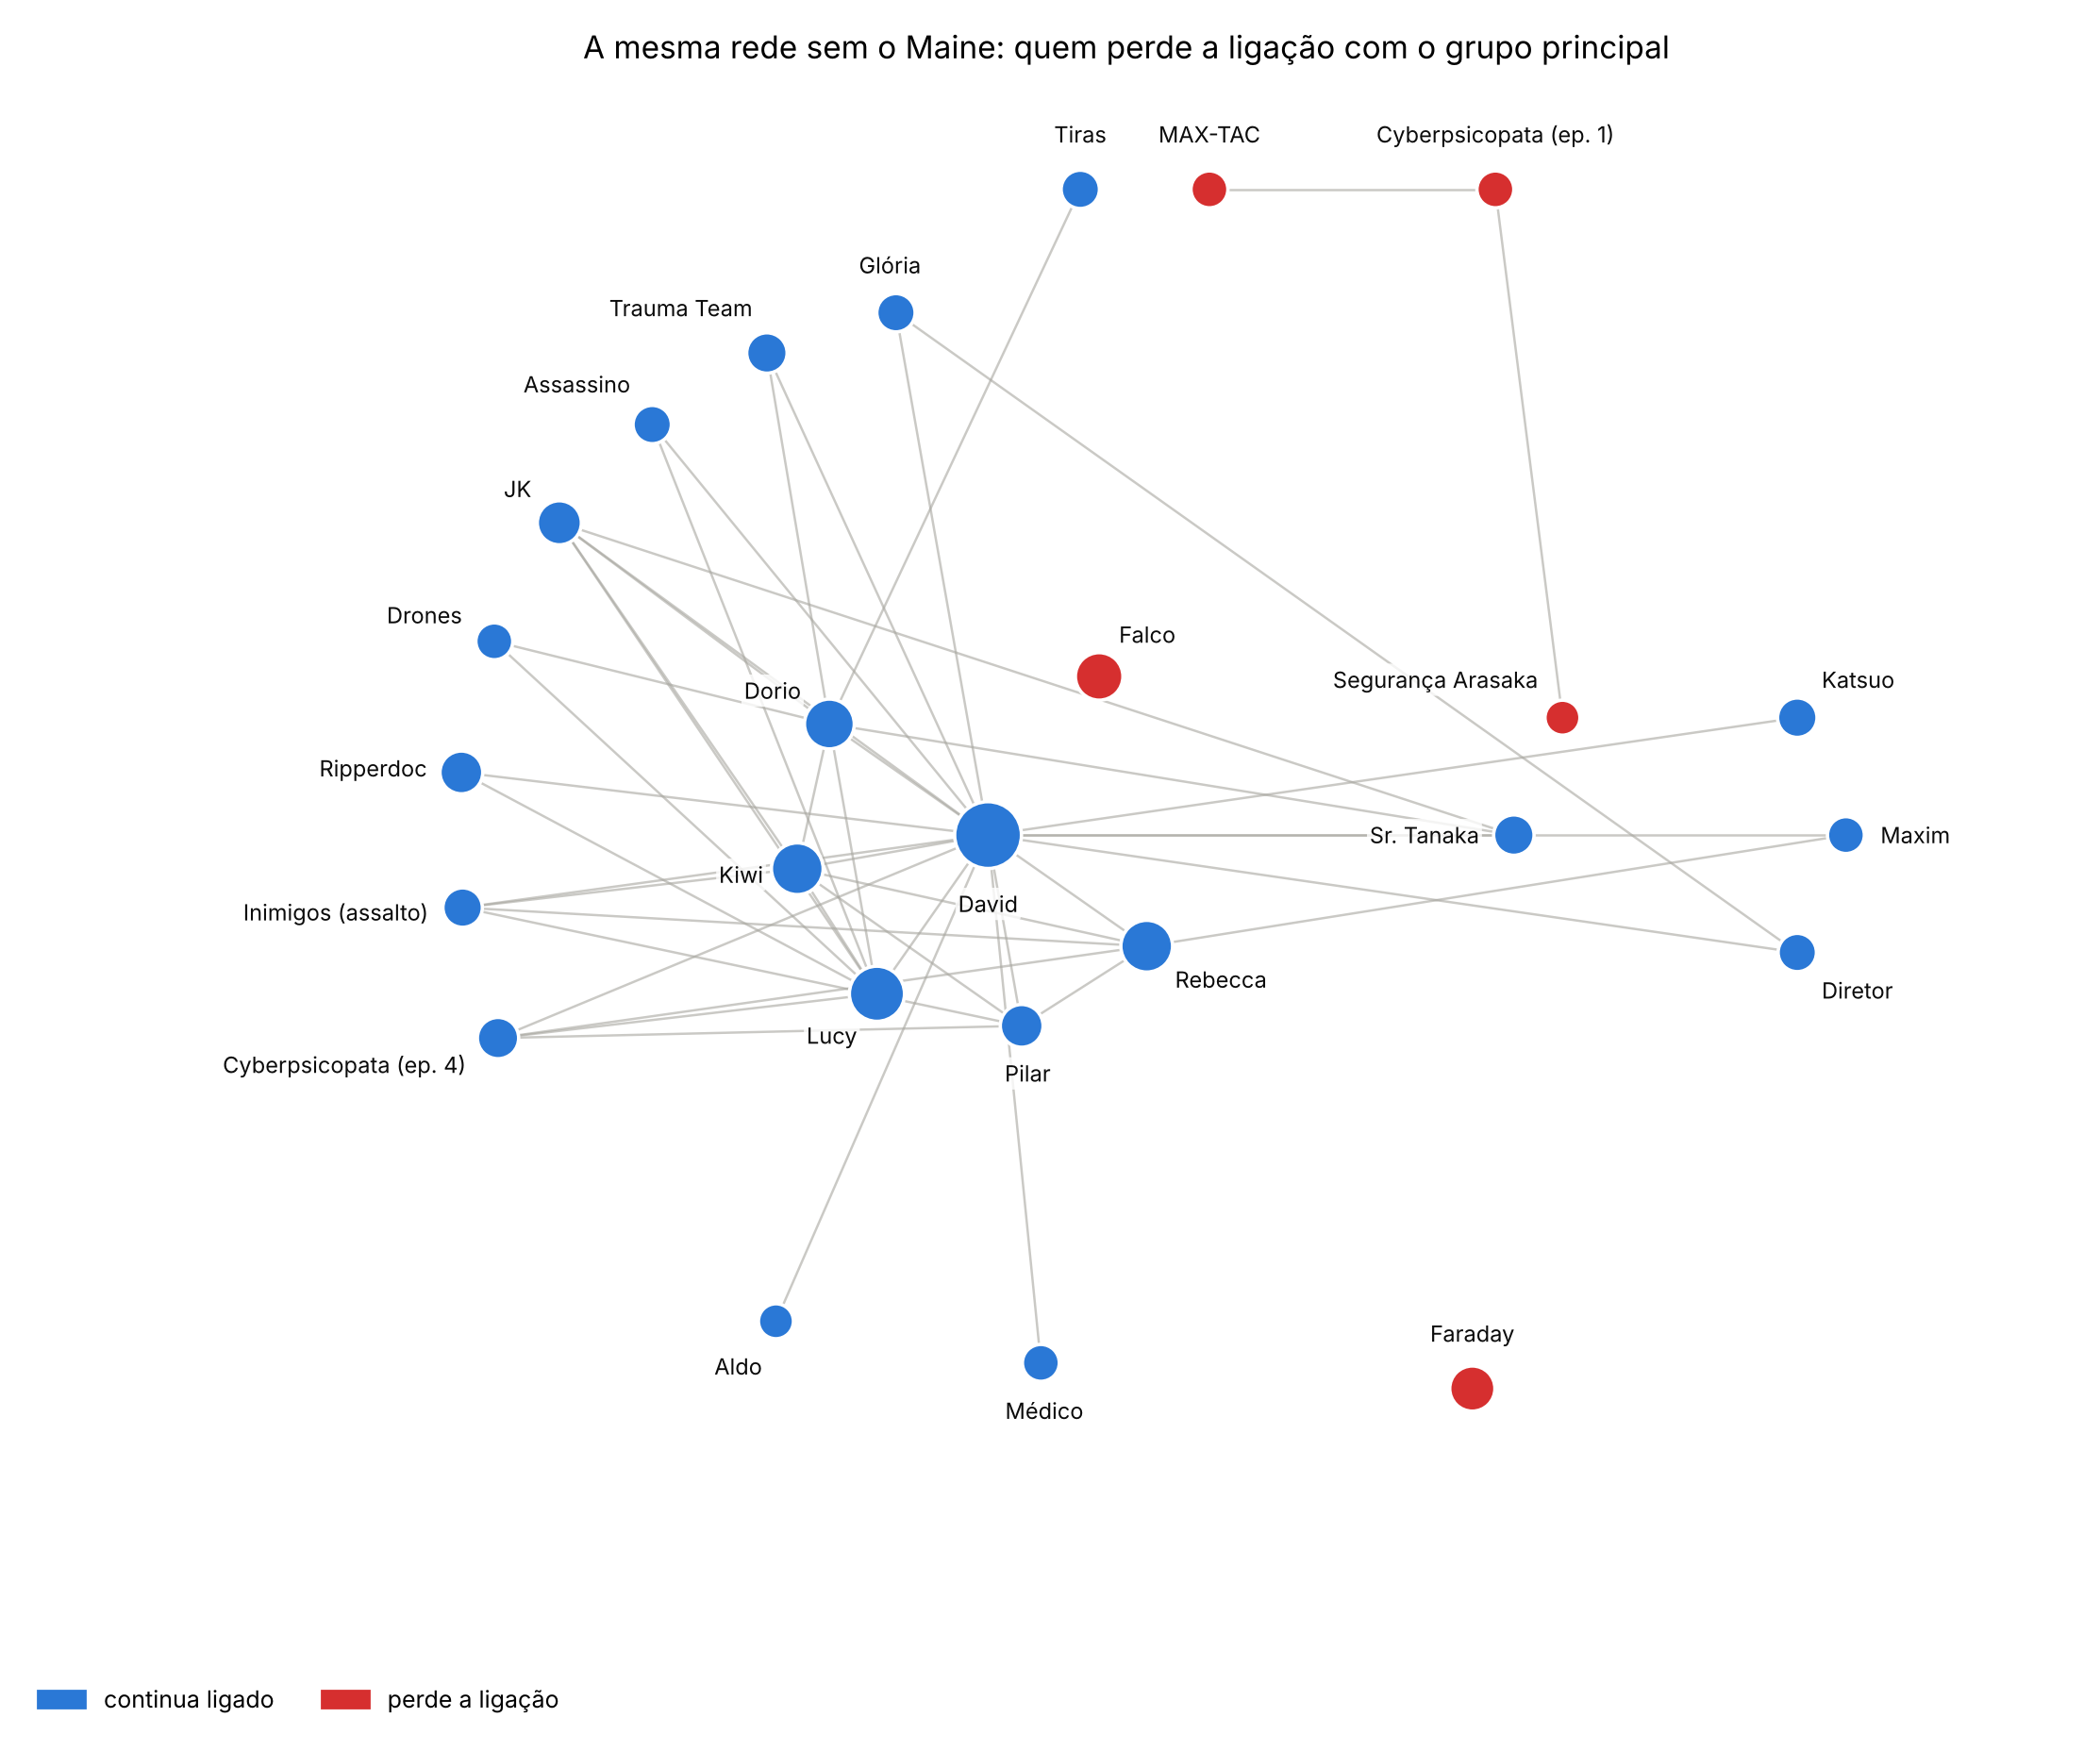 A mesma rede sem o Maine: quem perde a ligação com o grupo principal
Tiras
MAX-TAC
Cyberpsicopata (ep. 1)
Glória
Trauma Team
Assassino
JK
Drones
Falco
Segurança Arasaka
Katsuo
Dorio
Ripperdoc
Sr. Tanaka
Maxim
Kiwi
David
Inimigos (assalto)
Rebecca
Diretor
Lucy
Cyberpsicopata (ep. 4)
Pilar
Faraday
Aldo
Médico
continua ligado
perde a ligação